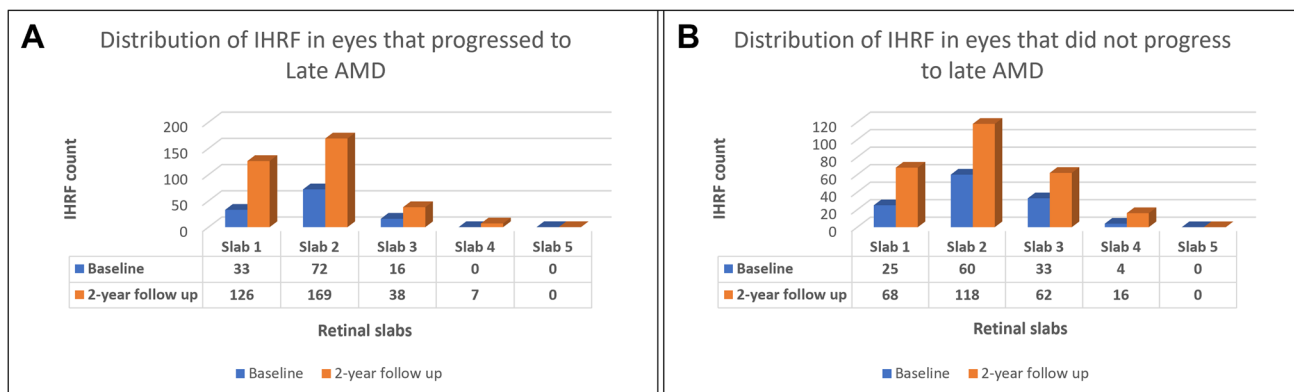 A
Distribution of IHRF in eyes that progressed to
Late AMD
200
150
100
50
0
IHRF count
Slab 1 Slab 2 Slab 3 Slab 4 Slab 5
Baseline 33 72 16 0 0
2-year follow up 126 169 38 7 0
Retinal slabs
Baseline 2-year follow up
B
Distribution of IHRF in eyes that did not progress
to late AMD
120
100
80
60
40
20
0
IHRF count
Slab 1 Slab 2 Slab 3 Slab 4 Slab 5
Baseline 25 60 33 4 0
2-year follow up 68 118 62 16 0
Retinal slabs
Baseline 2-year follow up